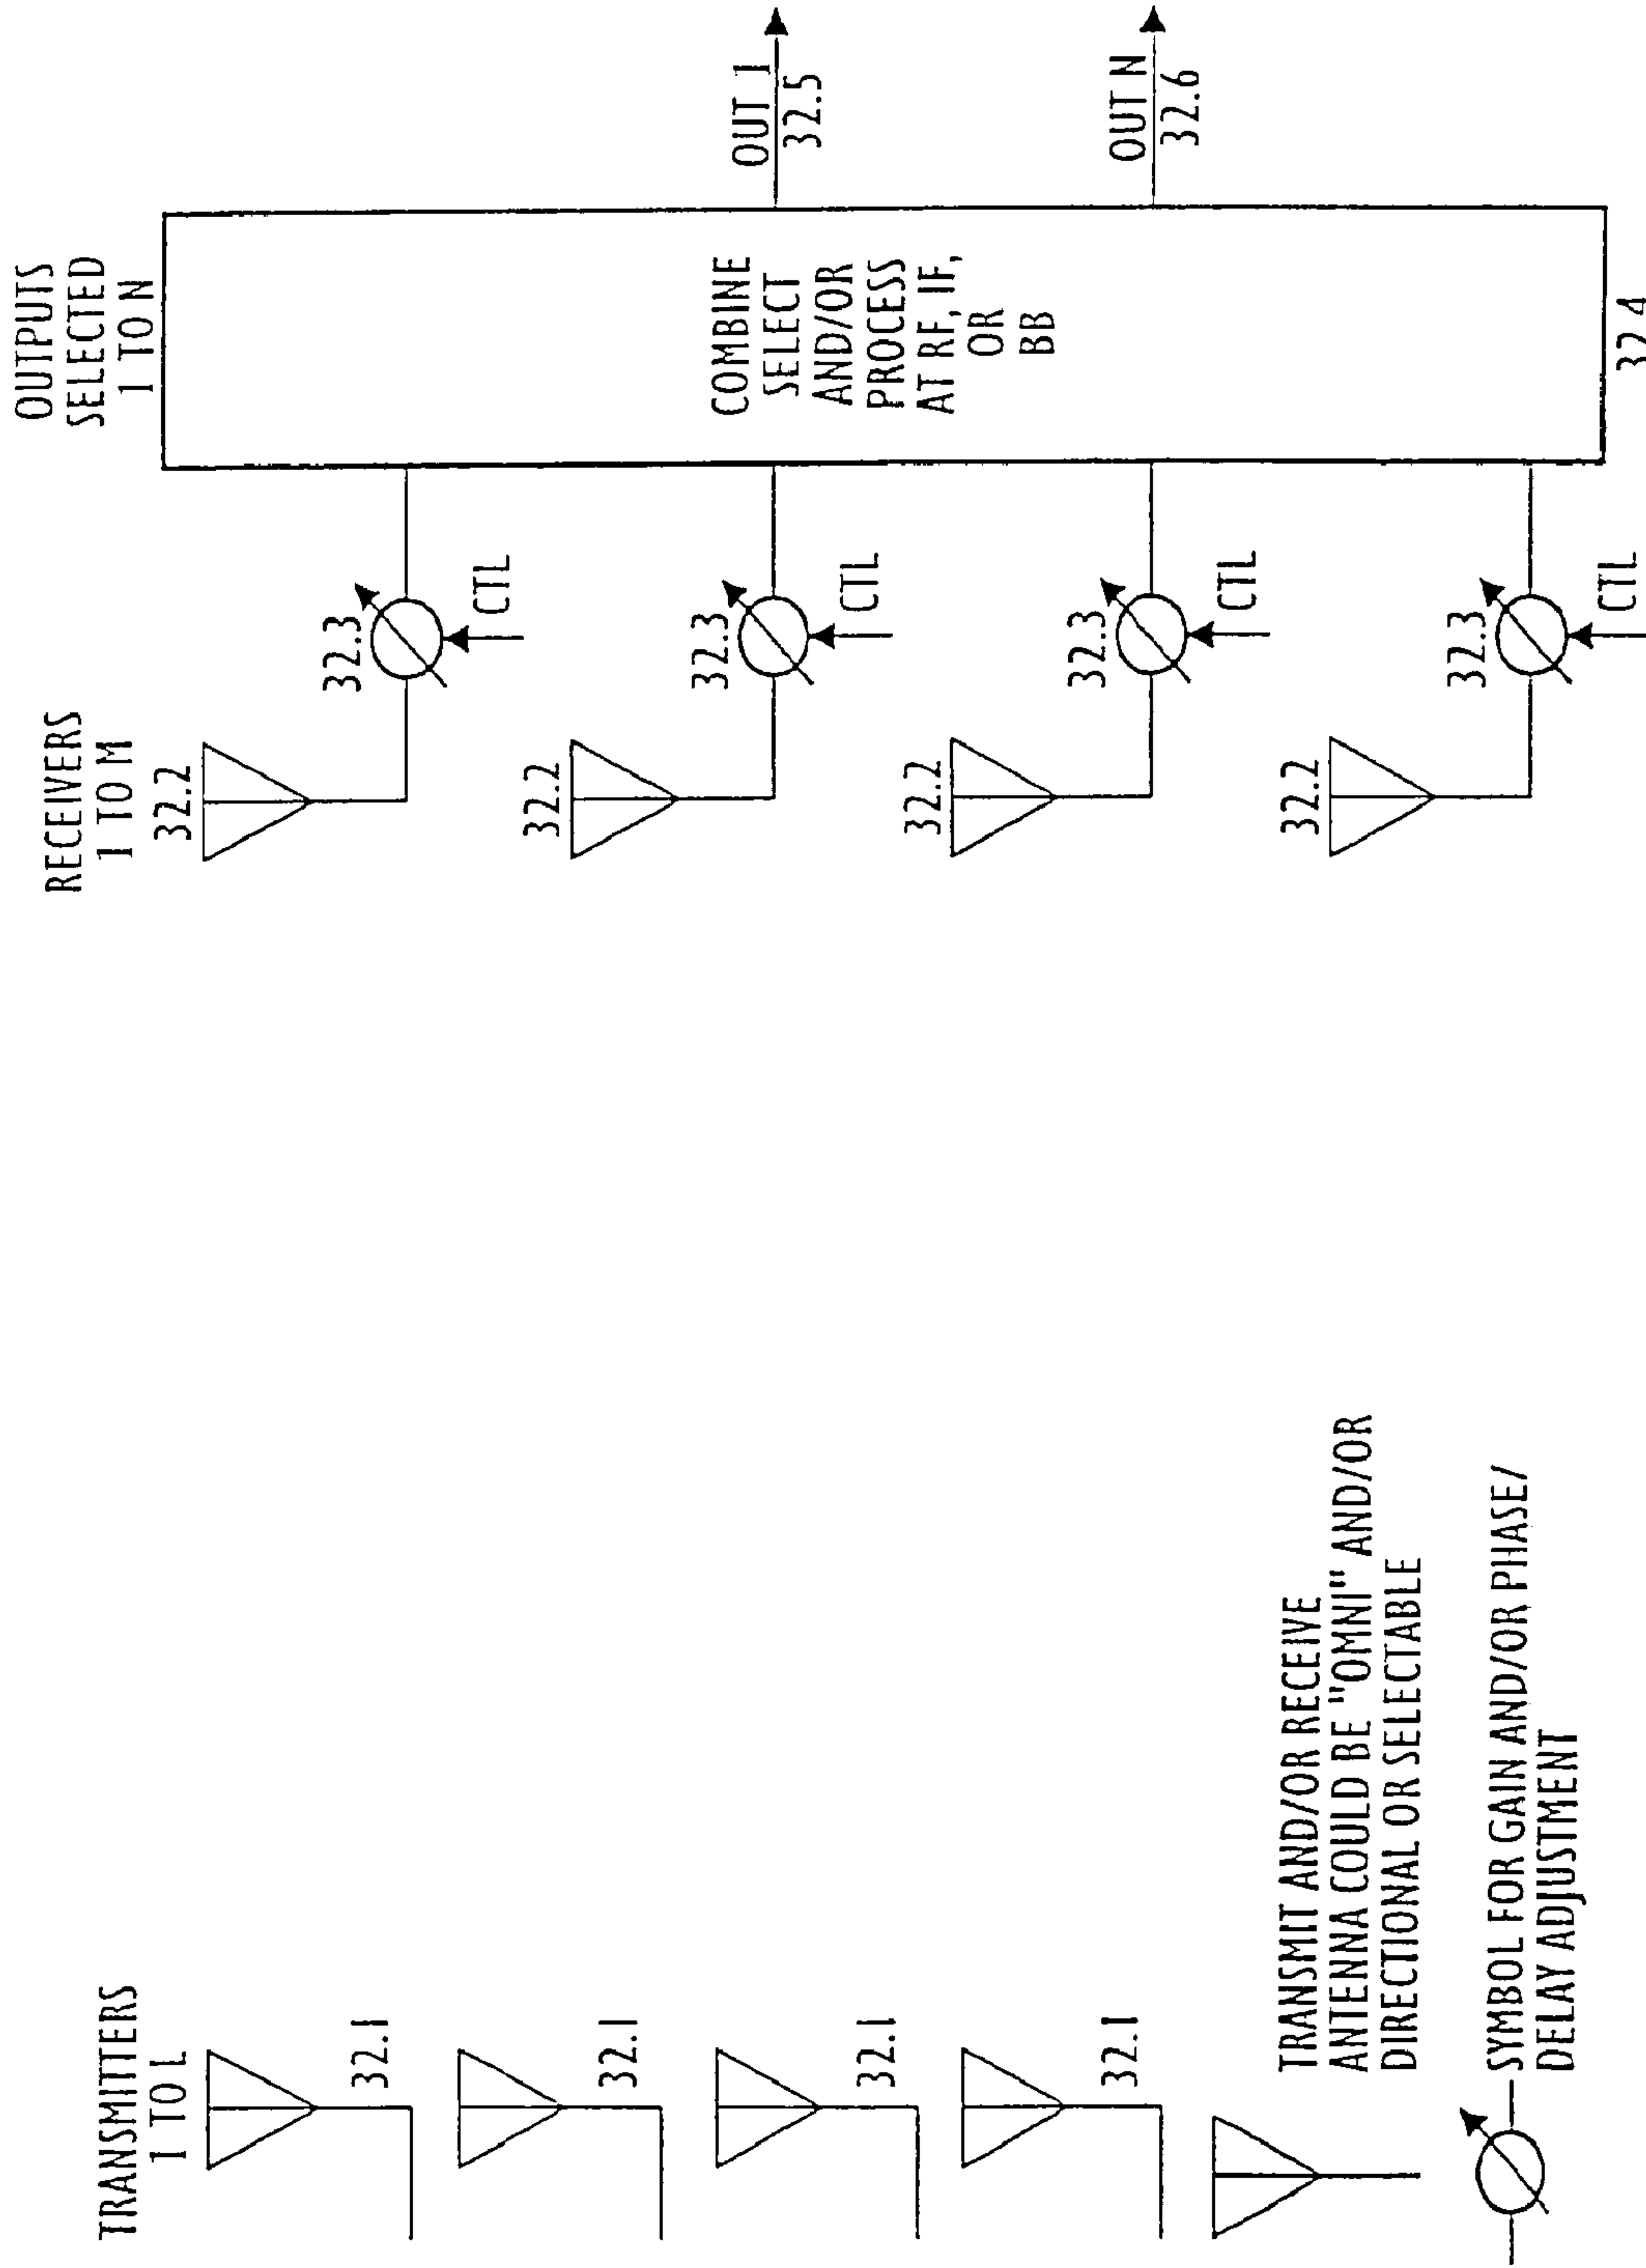 TRANSMITTERS
1 TO L
32.1
32.1
32.1
32.1
TRANSMIT AND/OR RECEIVE
ANTENNA COULD BE "OMNI" AND/OR
DIRECTIONAL OR SELECTABLE
SYMBOL FOR GAIN AND/OR PHASE/
DELAY ADJUSTMENT
RECEIVERS
1 TO M
32.2
32.3
CTL
32.2
32.3
CTL
32.2
32.3
CTL
32.2
32.3
CTL
OUTPUTS
SELECTED
1 TO N
COMBINE
SELECT
AND/OR
PROCESS
AT RF, IF,
OR
BB
32.4
OUT 1
32.5
OUT N
32.6